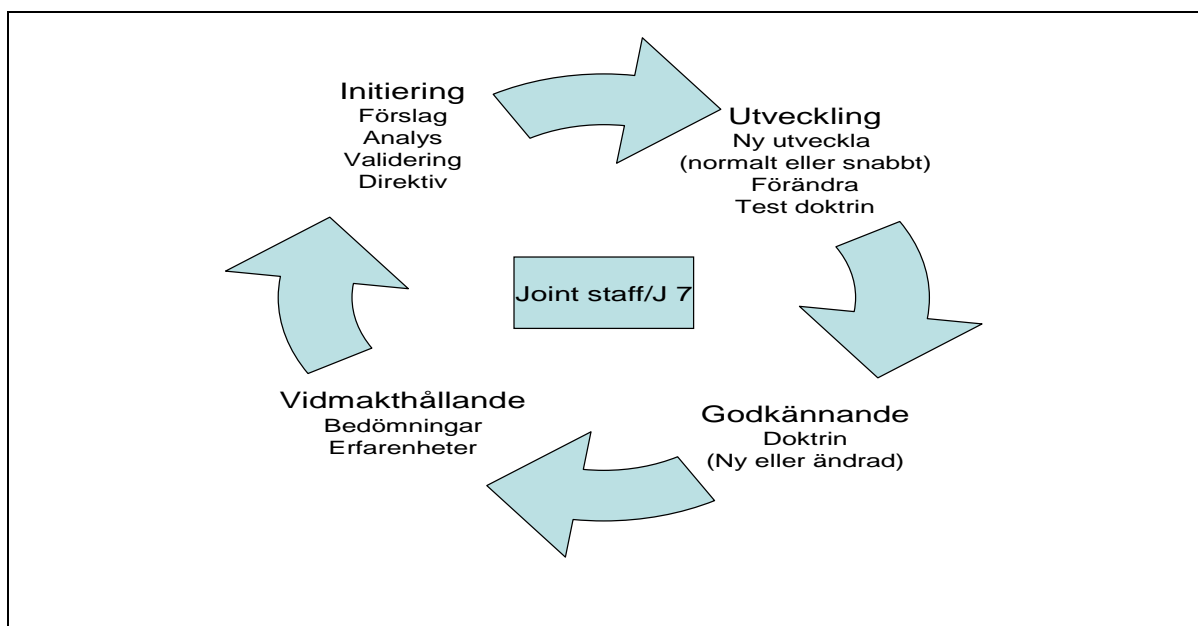 Initiering
Förslag
Analys
Validering
Direktiv
Utveckling
Ny utveckla
(normalt eller snabbt)
Förändra
Test doktrin
Joint staff/J 7
Vidmakthållande
Bedömningar
Erfarenheter
Godkännande
Doktrin
(Ny eller ändrad)